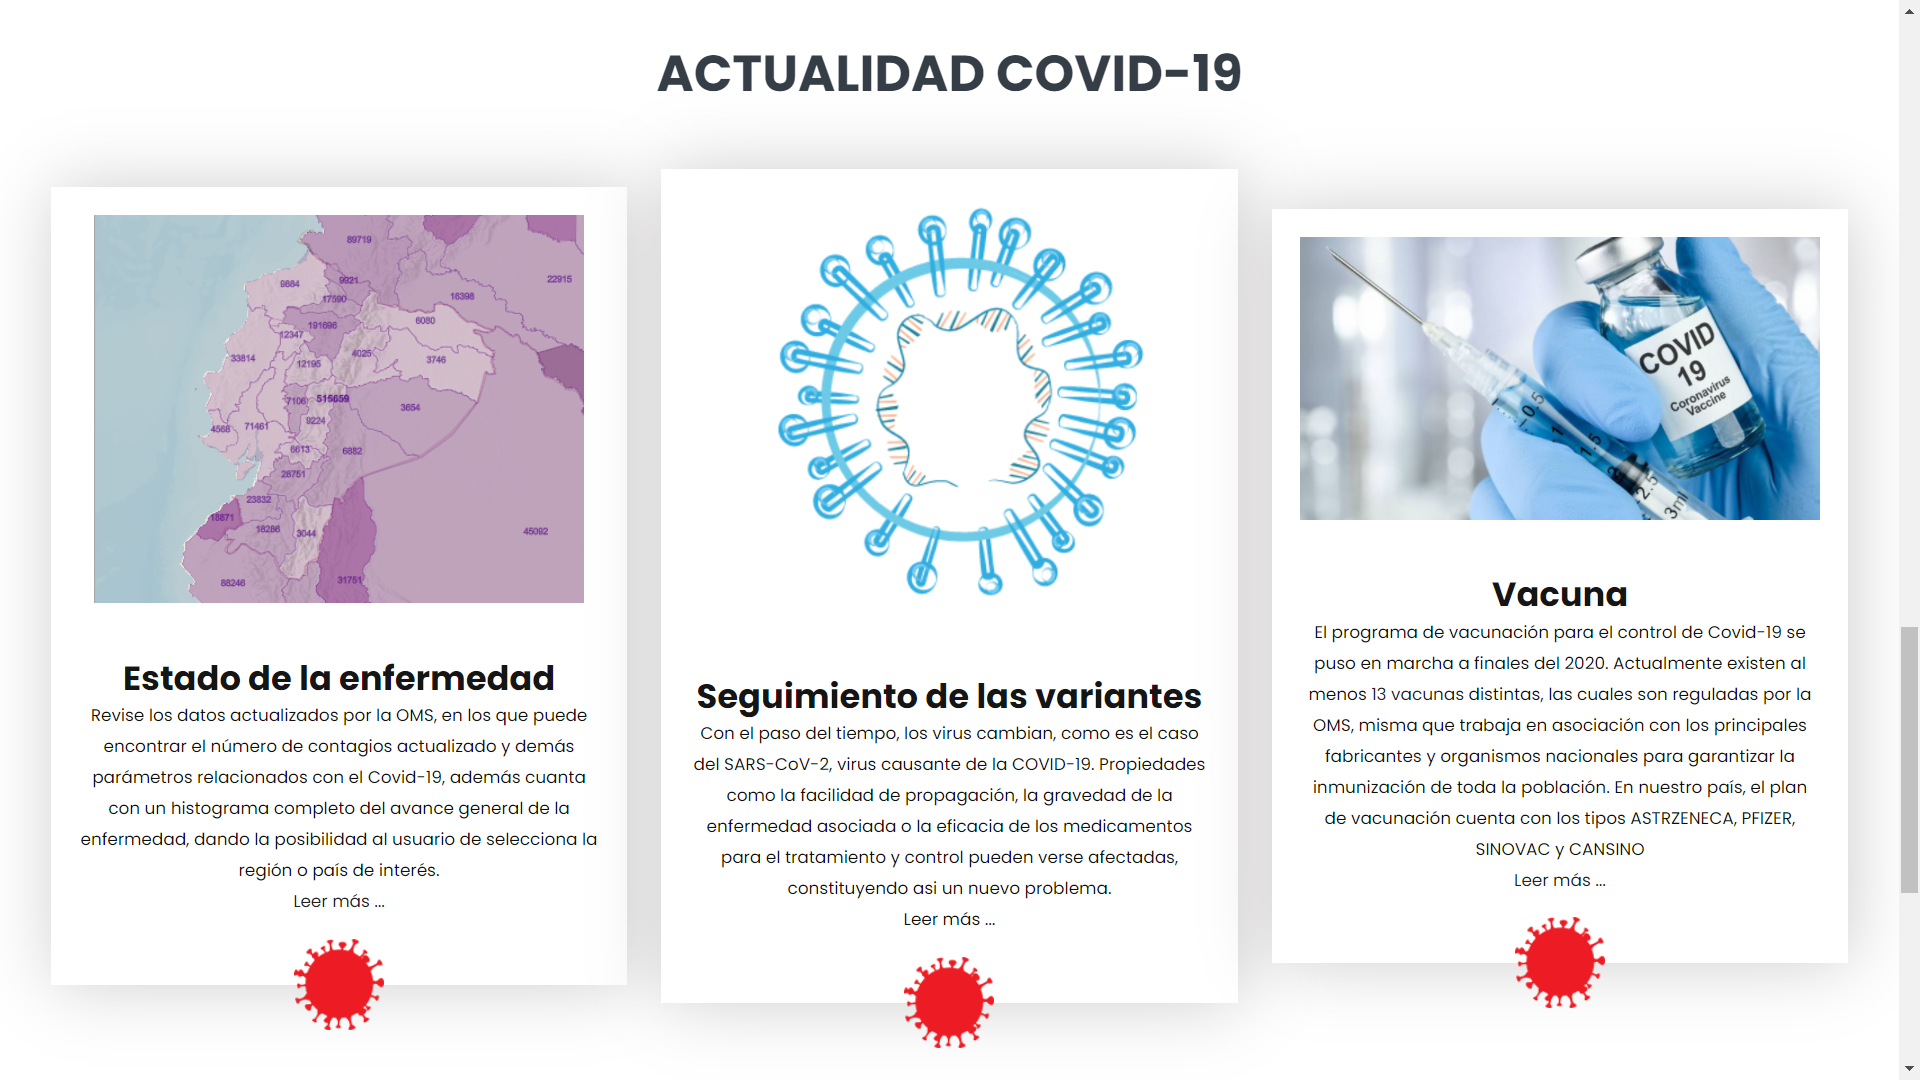 ACTUALIDAD COVID-19
89719
9921
22915
9884
17590
16398
191696
6080
12347
33814
4025
3746
12195
7106
515659
3654
9224
4568
71461
6613
6882
26751
23832
18871
18286
3044
45092
88246
31751
Estado de la enfermedad
Revise los datos actualizados por la OMS, en los que puede
encontrar el número de contagios actualizado y demás
parámetros relacionados con el Covid-19, además cuanta
con un histograma completo del avance general de la
enfermedad, dando la posibilidad al usuario de selecciona la
región o país de interés.
Leer más ...
Seguimiento de las variantes
Con el paso del tiempo, los virus cambian, como es el caso
del SARS-CoV-2, virus causante de la COVID-19. Propiedades
como la facilidad de propagación, la gravedad de la
enfermedad asociada o la eficacia de los medicamentos
para el tratamiento y control pueden verse afectadas,
constituyendo asi un nuevo problema.
Leer más ...
COVID
19
Coronavirus
Vaccine
0.5
1
1.5
2
2.5
3ml
Vacuna
El programa de vacunación para el control de Covid-19 se
puso en marcha a finales del 2020. Actualmente existen al
menos 13 vacunas distintas, las cuales son reguladas por la
OMS, misma que trabaja en asociación con los principales
fabricantes y organismos nacionales para garantizar la
inmunización de toda la población. En nuestro país, el plan
de vacunación cuenta con los tipos ASTRZENECA, PFIZER,
SINOVAC y CANSINO
Leer más ...